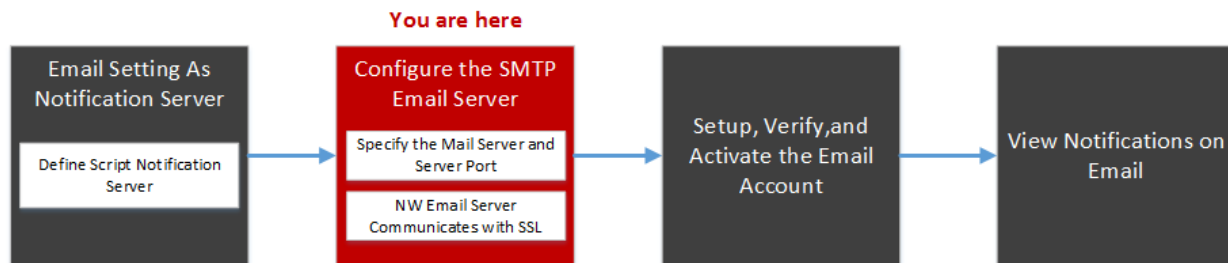 You are here
Email Setting As
Notification Server
Define Script Notification
Server
Configure the SMTP
Email Server
Specify the Mail Server and
Server Port
NW Email Server
Communicates with SSL
Setup, Verify,and
Activate the Email
Account
View Notifications on
Email